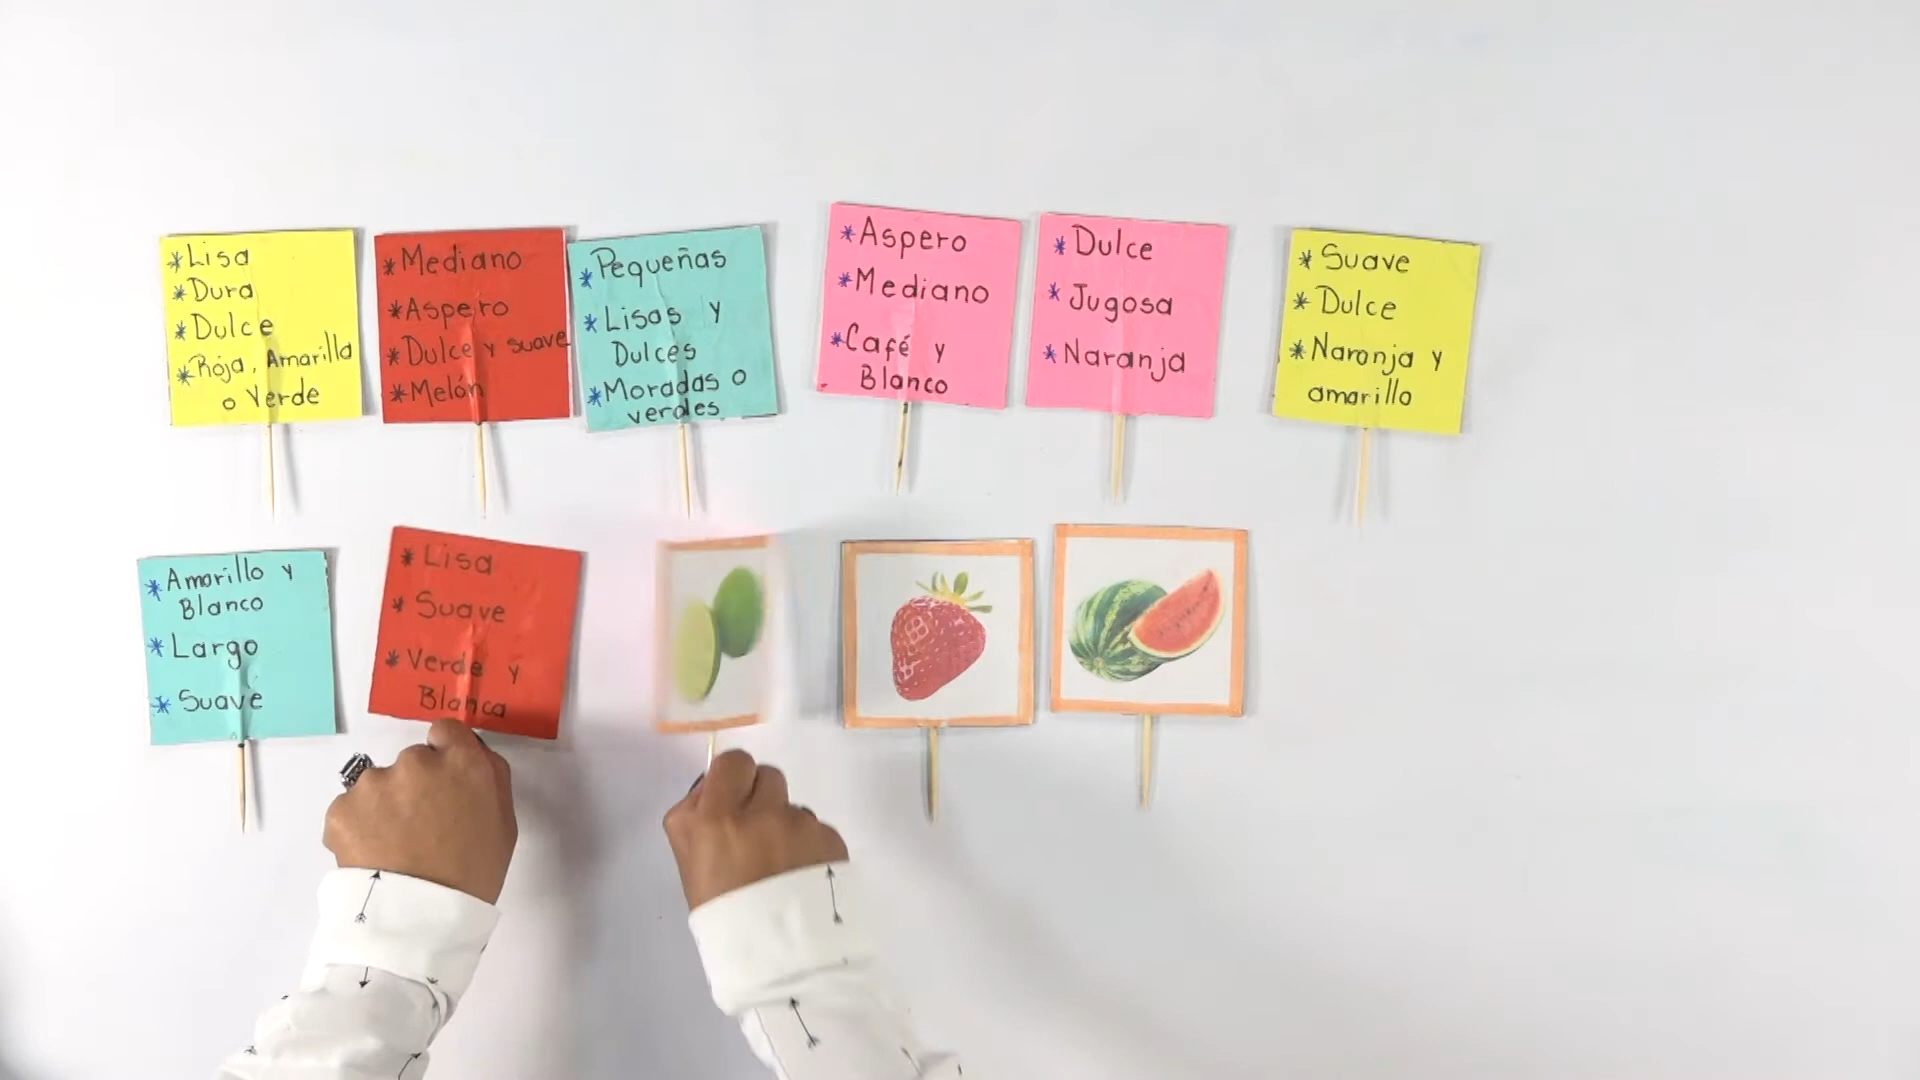 *Lisa
*Dura
*Dulce
*Roja, Amarilla
o Verde
*Mediano
*Aspero
*Dulce y suave
*Melón
*Pequeñas
*Lisas y
Dulces
*Moradas o
verdes
*Aspero
*Mediano
*Café y
Blanco
*Dulce
*Jugosa
*Naranja
*Suave
*Dulce
*Naranja y
amarillo
*Amarillo y
Blanco
*Largo
*Suave
*Lisa
*Suave
*Verde y
Blanca